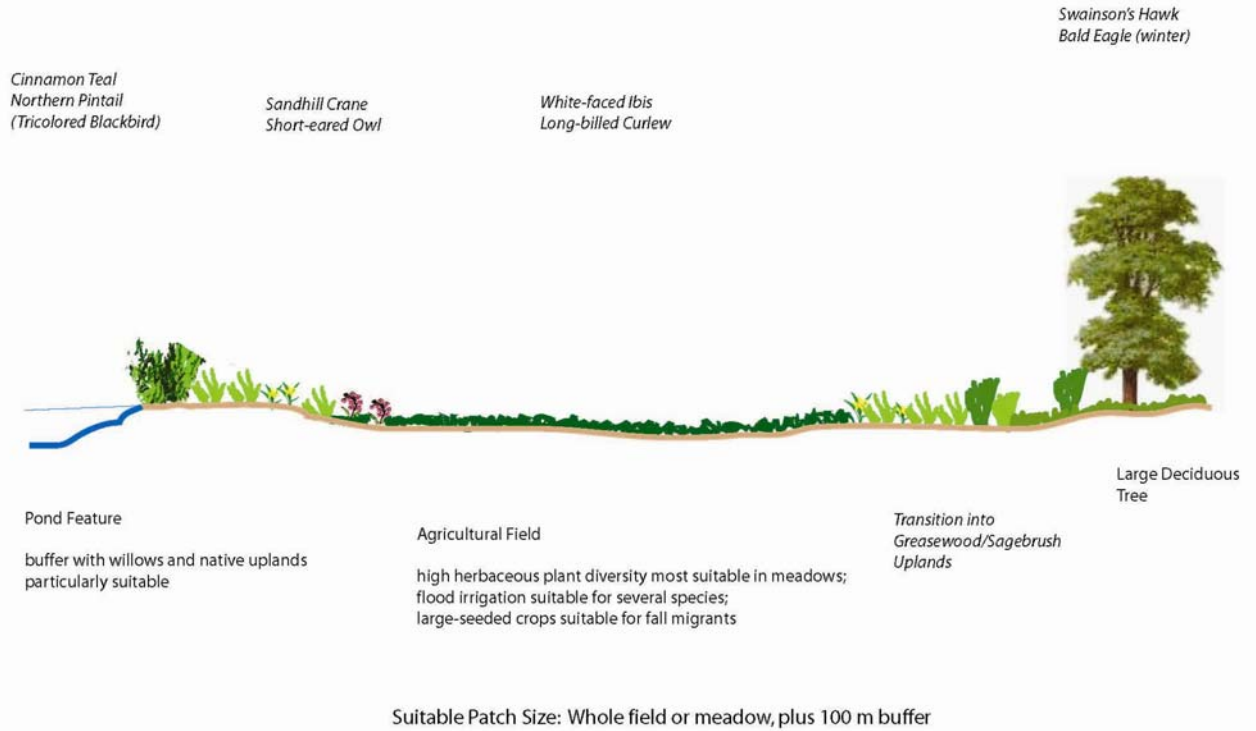 Swainson's Hawk
Bald Eagle (winter)
Cinnamon Teal
Northern Pintail
(Tricolored Blackbird)
Sandhill Crane
Short-eared Owl
White-faced Ibis
Long-billed Curlew
Large Deciduous
Tree
Pond Feature
buffer with willows and native uplands
particularly suitable
Agricultural Field
high herbaceous plant diversity most suitable in meadows;
flood irrigation suitable for several species;
large-seeded crops suitable for fall migrants
Transition into
Greasewood/Sagebrush
Uplands
Suitable Patch Size: Whole field or meadow, plus 100 m buffer